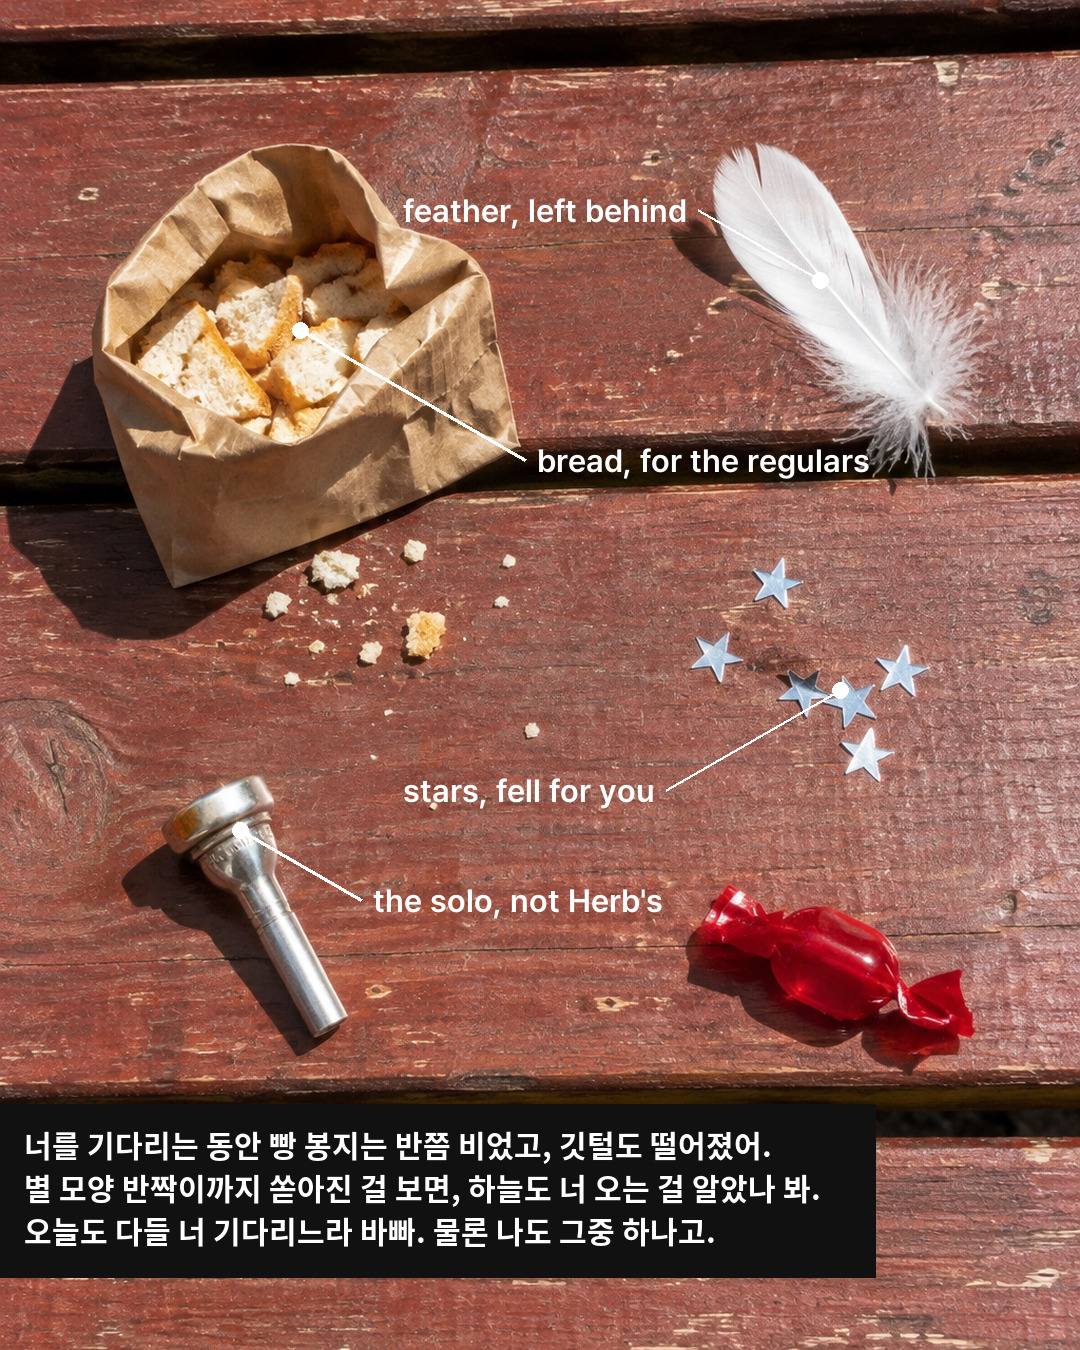 feather, left behind
bread, for the regulars
stars, fell for you
the solo, not Herb's
너를 기다리는 동안 빵 봉지는 반쯤 비었고, 깃털도 떨어졌어.
별 모양 반짝이까지 쏟아진 걸 보면, 하늘도 너 오는 걸 알았나 봐.
오늘도 다들 너 기다리느라 바빠. 물론 나도 그중 하나고.